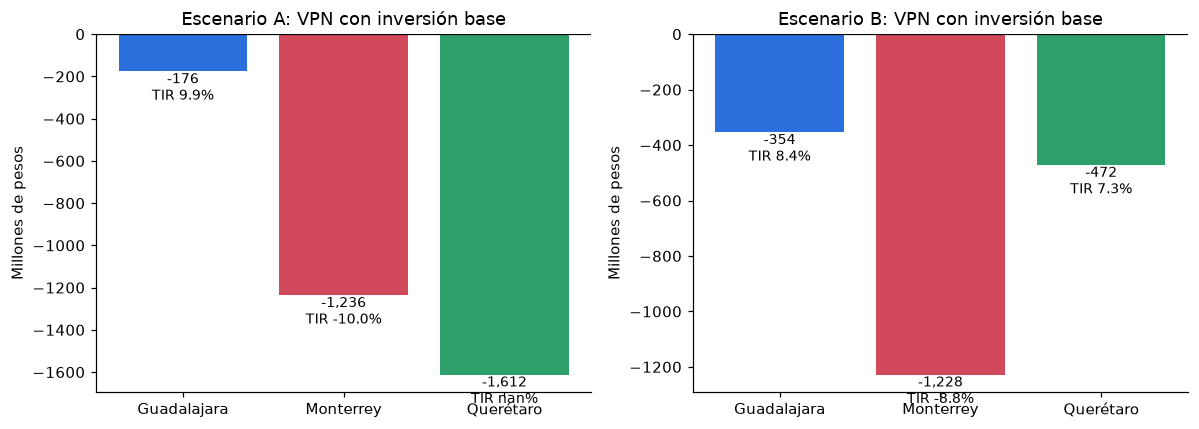 Escenario A: VPN con inversión base
Millones de pesos
0
−200
−400
−600
−800
−1000
−1200
−1400
−1600
-176
TIR 9.9%
-1,236
TIR -10.0%
-1,612
TIR nan%
Guadalajara
Monterrey
Querétaro
Escenario B: VPN con inversión base
Millones de pesos
0
−200
−400
−600
−800
−1000
−1200
-354
TIR 8.4%
-1,228
TIR -8.8%
-472
TIR 7.3%
Guadalajara
Monterrey
Querétaro